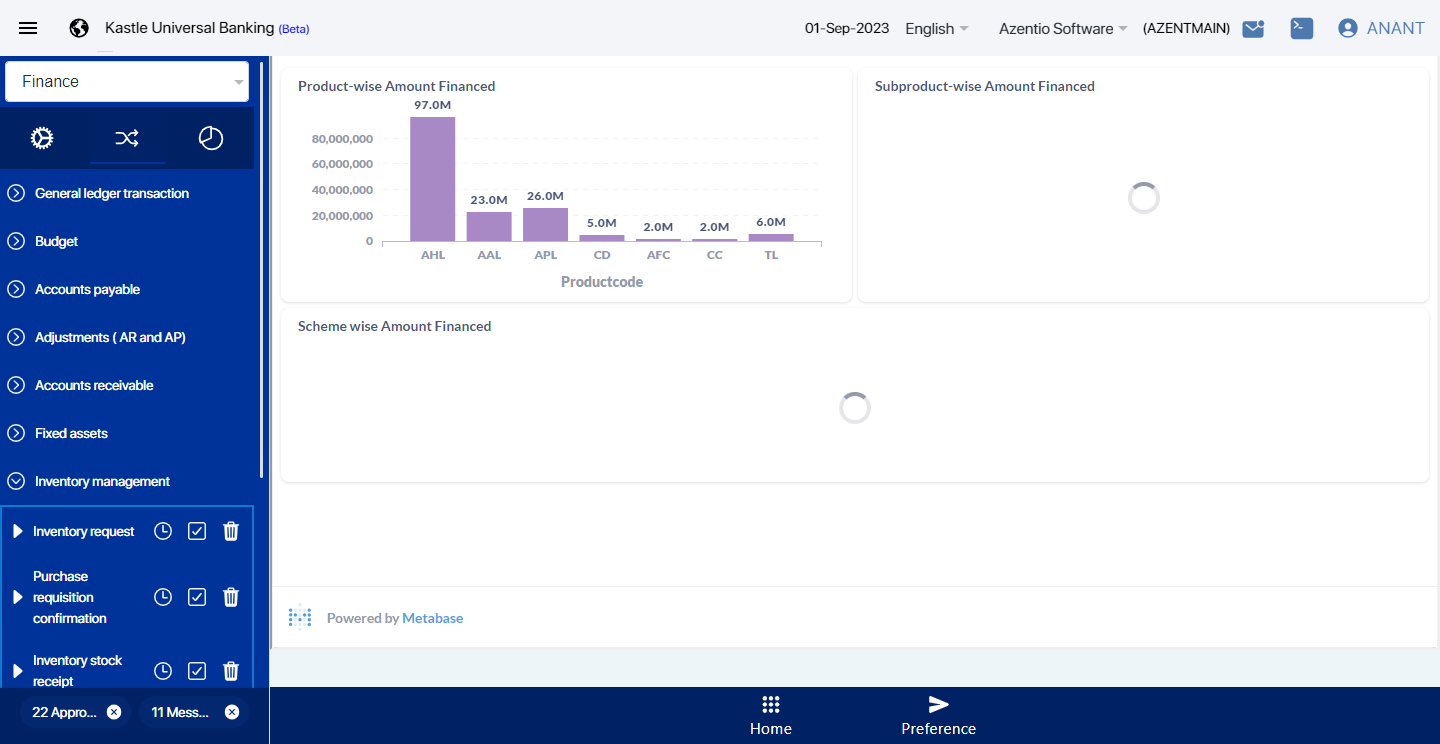 Kastle Universal Banking (Beta)
01-Sep-2023
English
Azentio Software
(AZENTMAIN)
ANANT
Finance
General ledger transaction
Budget
Accounts payable
Adjustments ( AR and AP)
Accounts receivable
Fixed assets
Inventory management
Inventory request
Purchase
requisition
confirmation
Inventory stock
receipt
22 Appro...
11 Mess...
Product-wise Amount Financed
97.0M
80,000,000
60,000,000
40,000,000
20,000,000
0
23.0M
26.0M
5.0M
2.0M
2.0M
6.0M
AHL
AAL
APL
CD
AFC
CC
TL
Productcode
Subproduct-wise Amount Financed
Scheme wise Amount Financed
Powered by Metabase
Home
Preference